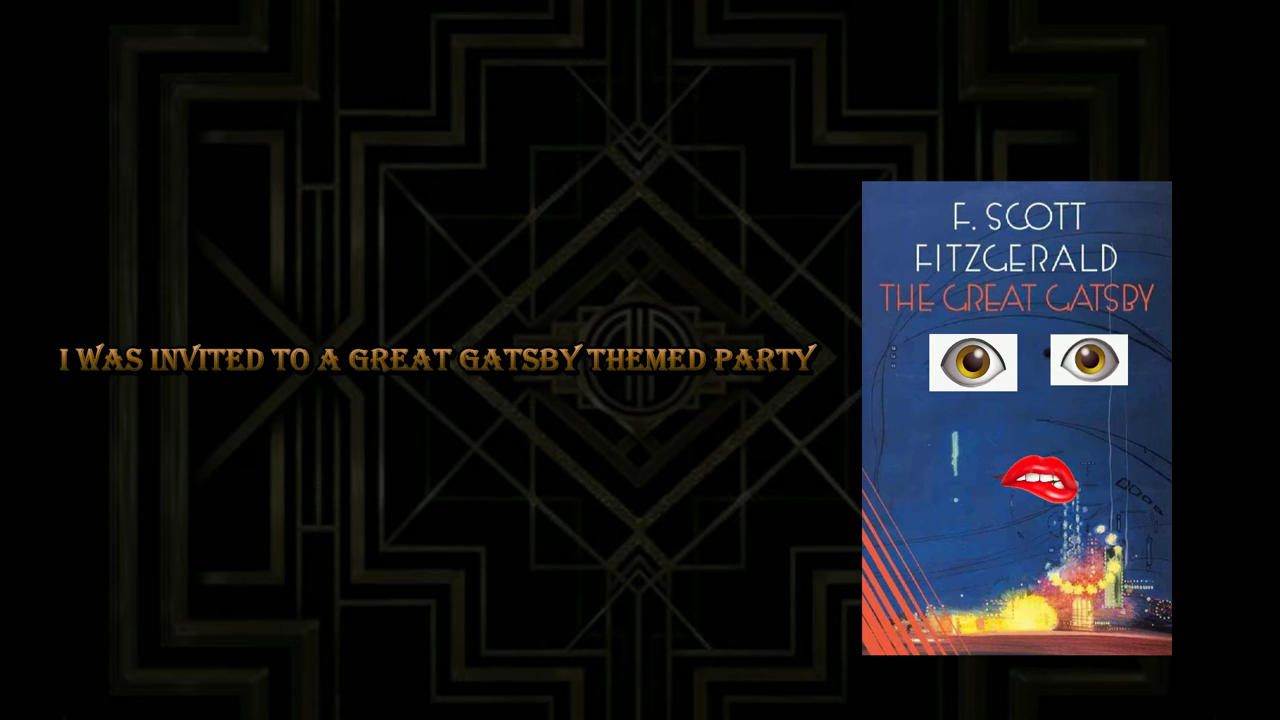 I WAS INVITED TO A GREAT GATSBY THEMED PARTY
F. SCOTT
FITZGERALD
THE GREAT GATSBY